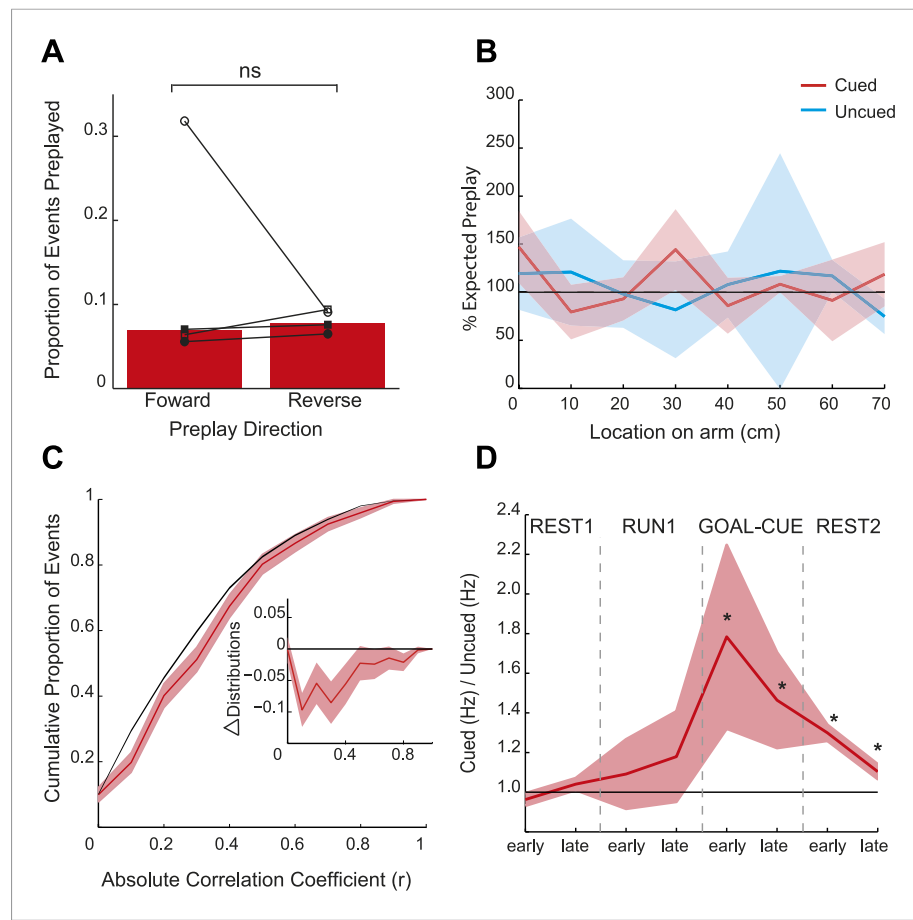 A
ns
Proportion of Events Preplayed
0.3
0.2
0.1
0
Foward
Reverse
Preplay Direction
B
Cued
Uncued
% Expected Preplay
300
250
200
150
100
50
0
0 10 20 30 40 50 60 70
Location on arm (cm)
C
Cumulative Proportion of Events
1
0.8
0.6
0.4
0.2
0 0.2 0.4 0.6 0.8 1
Absolute Correlation Coefficient (r)
△Distributions
0.05
0
−0.05
−0.1
0 0.4 0.8
D
Cued (Hz) / Uncued (Hz)
2.4
2.2
2.0
1.8
1.6
1.4
1.2
1.0
REST1 RUN1 GOAL-CUE REST2
*
*
*
*
early late early late early late early late